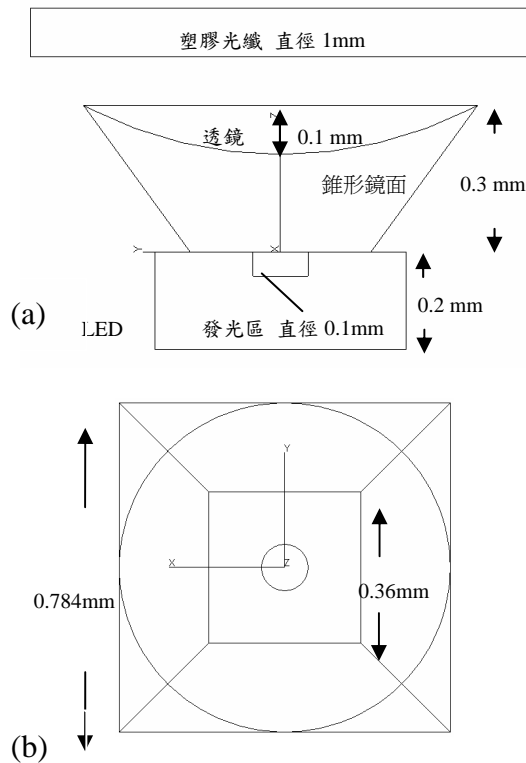 塑膠光纖 直徑 1mm
Z
透鏡
0.1 mm
錐形鏡面
0.3 mm
Y
X
(a)
LED
發光區 直徑 0.1mm
0.2 mm
Y
X
Z
0.784mm
0.36mm
(b)